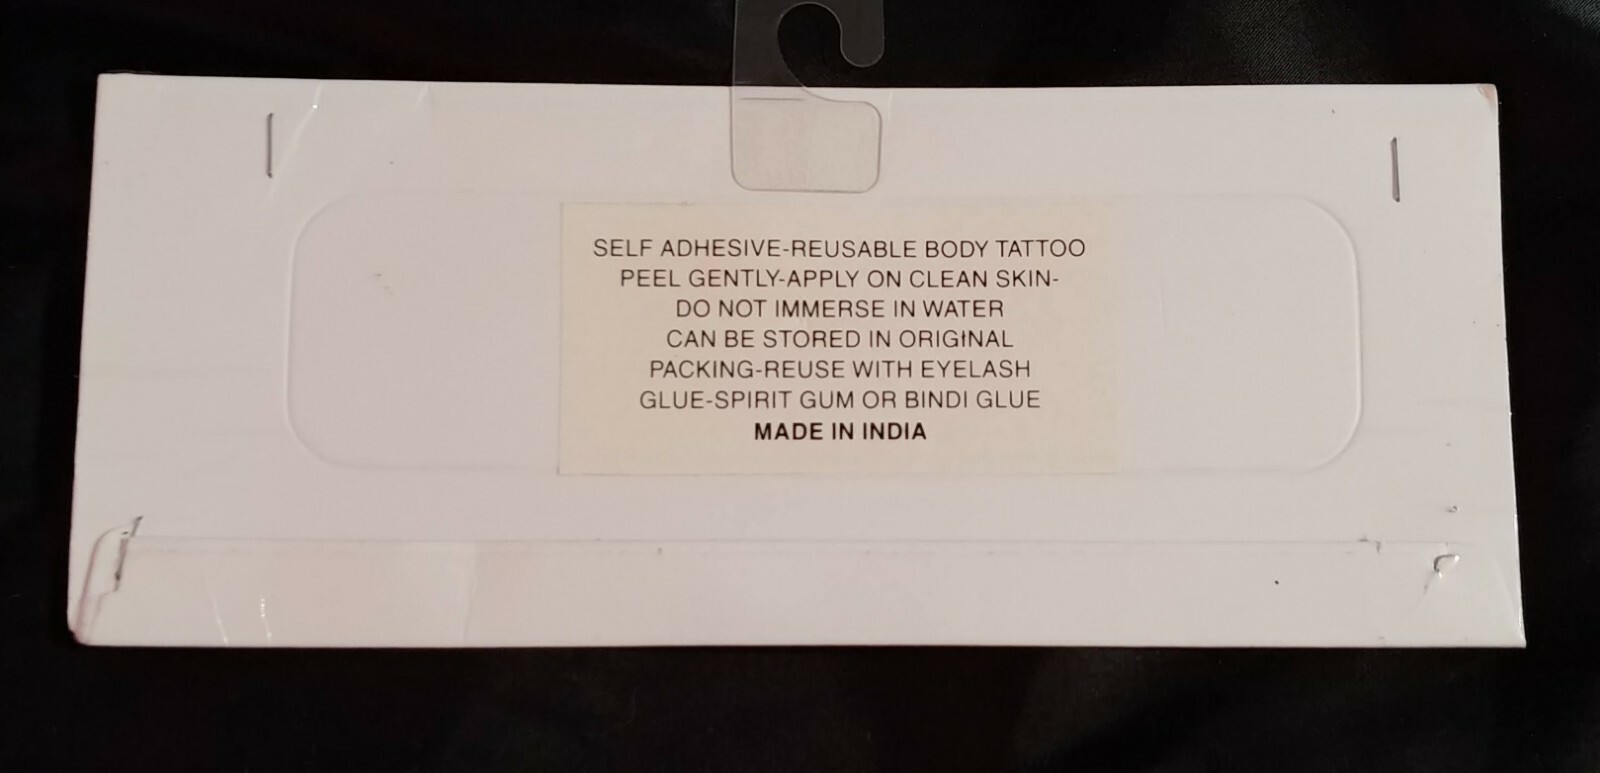 SELF ADHESIVE-REUSABLE BODY TATTOO
PEEL GENTLY-APPLY ON CLEAN SKIN-
DO NOT IMMERSE IN WATER
CAN BE STORED IN ORIGINAL
PACKING-REUSE WITH EYELASH
GLUE-SPIRIT GUM OR BINDI GLUE
MADE IN INDIA